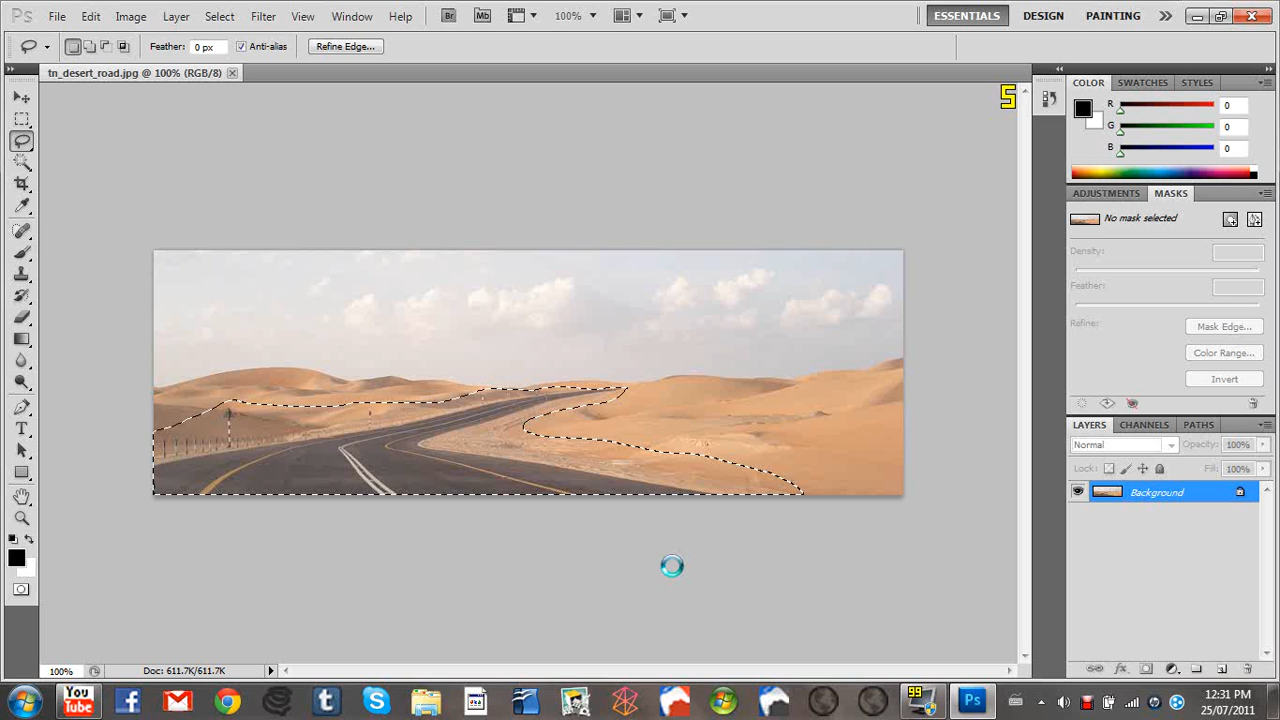 Ps File Edit Image Layer Select Filter View Window Help Br Mb 100% ESSENTIALS DESIGN PAINTING
Feather: 0 px Anti-alias Refine Edge...
tn_desert_road.jpg @ 100% (RGB/8)
S
COLOR SWATCHES STYLES
R 0
G 0
B 0
ADJUSTMENTS MASKS
No mask selected
Density:
Feather:
Refine: Mask Edge...
Color Range...
Invert
LAYERS CHANNELS PATHS
Normal Opacity: 100%
Lock: Fill: 100%
Background
100% Doc: 611.7K/611.7K
You
Tube
99
Ps
12:31 PM
25/07/2011